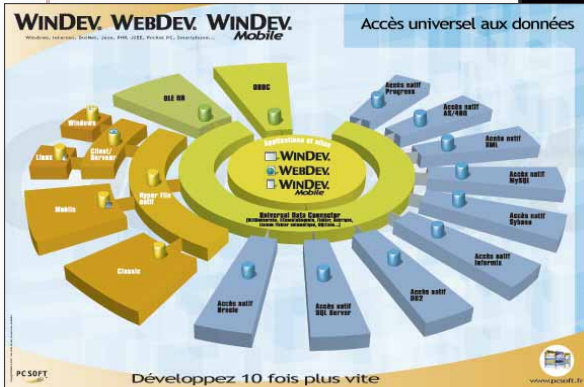 WINDEV. WEBDEV. WINDEV.
Mobile
Windows, Internet, DotNet, Java, PHP, J2EE, Pocket PC, Smartphone...
Accès universel aux données
OLE DB
ODBC
Accès natif
Progress
Accès natif
AS/400
Accès natif
XML
Accès natif
MySQL
Accès natif
Sybase
Accès natif
Informix
Accès natif
DB2
Accès natif
SQL Server
Accès natif
Oracle
Windows
Linux
Client/
Serveur
Mobile
Classic
Hyper File
natif
Applications et sites
WINDEV.
WEBDEV.
WINDEV.
Mobile
Universal Data Connector
PC SOFT
Développez 10 fois plus vite
www.pcsoft.fr